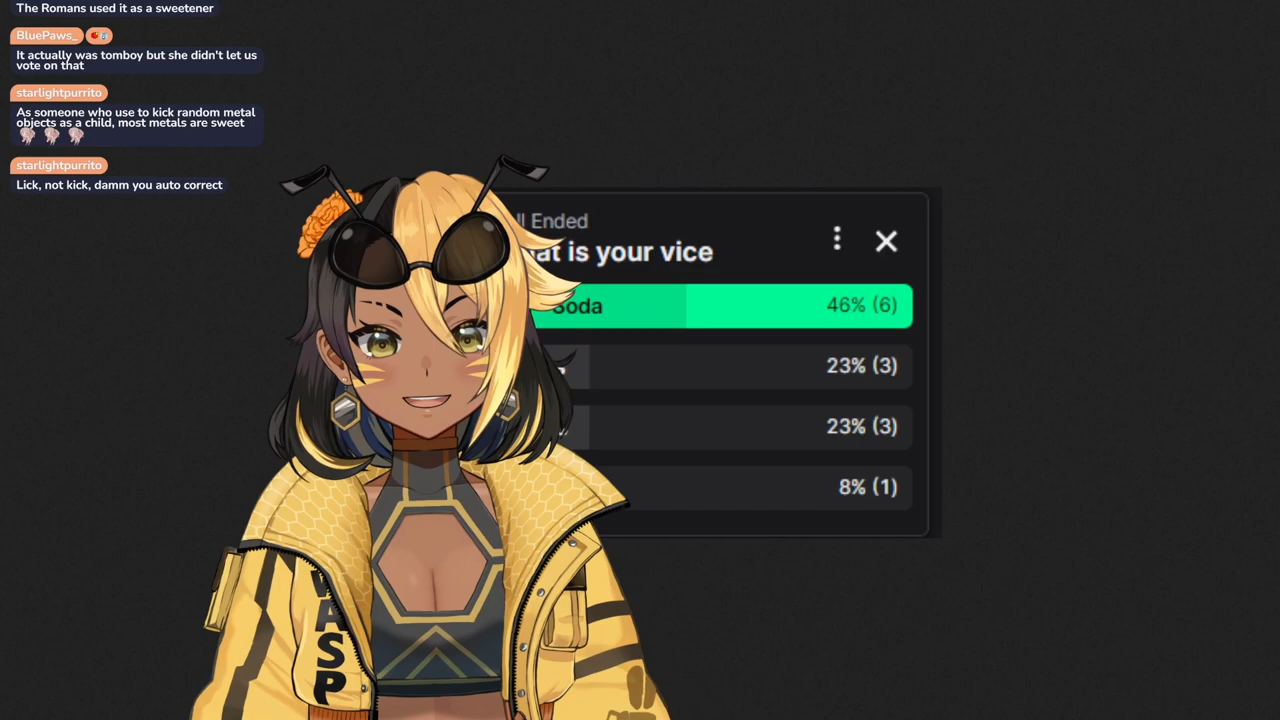 The Romans used it as a sweetener
BluePaws_
It actually was tomboy but she didn't let us
vote on that
starlightpurrito
As someone who use to kick random metal
objects as a child, most metals are sweet
starlightpurrito
Lick, not kick, damm you auto correct
Ended
is your vice
Soda
46% (6)
23% (3)
23% (3)
8% (1)
WASP